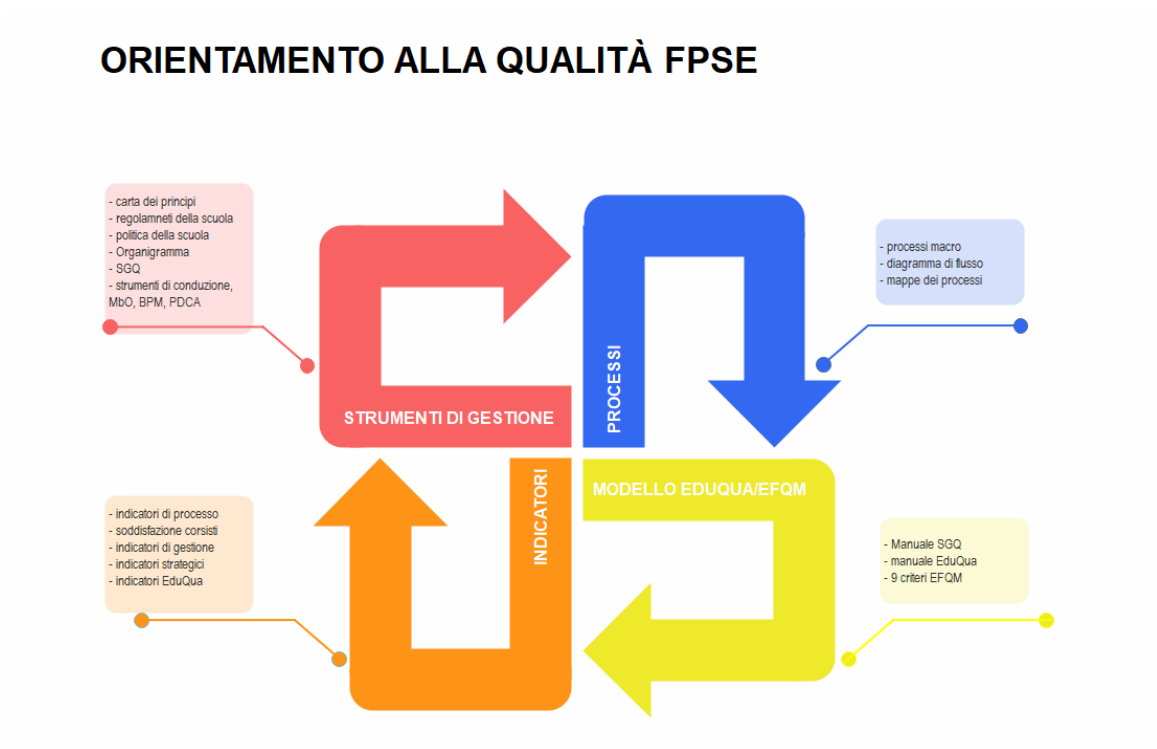 ORIENTAMENTO ALLA QUALITÀ FPSE
- carta dei principi
- regolamneti della scuola
- politica della scuola
- Organigramma
- SGQ
- strumenti di conduzione,
MbO, BPM, PDCA
- processi macro
- diagramma di flusso
- mappe dei processi
STRUMENTI DI GESTIONE
PROCESSI
INDICATORI
MODELLO EDUQUA/EFQM
- indicatori di processo
- soddisfazione corsisti
- indicatori di gestione
- indicatori strategici
- indicatori EduQua
- Manuale SGQ
- manuale EduQua
- 9 criteri EFQM